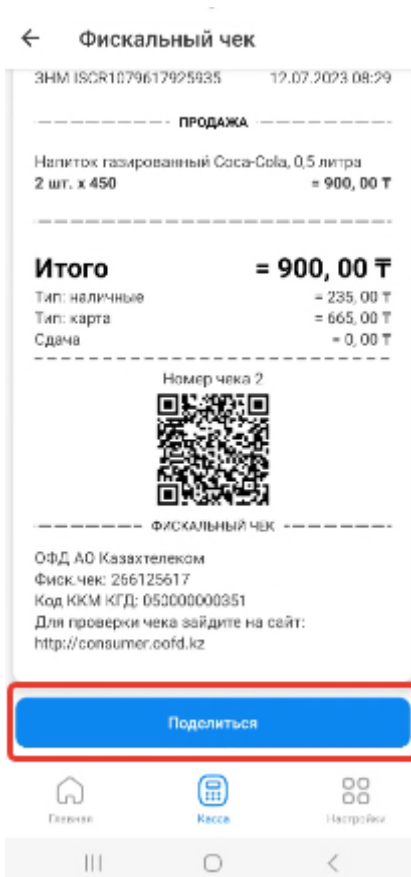 Фискальный чек
ЗНМ ISCR1079617925935 12.07.2023 08:29
ПРОДАЖА
Напиток газированный Coca-Cola, 0,5 литра
2 шт. x 450 = 900, 00 ₸
Итого = 900, 00 ₸
Тип: наличные = 235, 00 ₸
Тип: карта = 665, 00 ₸
Сдача = 0, 00 ₸
Номер чека 2
ФИСКАЛЬНЫЙ ЧЕК
ОФД АО Казахтелеком
Фиск.чек: 266125617
Код ККМ КГД: 050000000351
Для проверки чека зайдите на сайт:
http://consumer.oofd.kz
Поделиться
Главная Касса Настройки